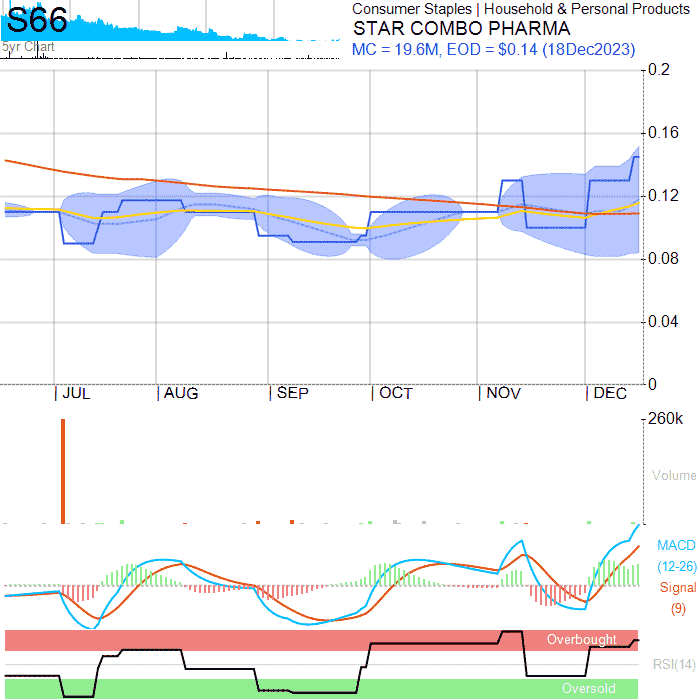 S66
5yr Chart
Consumer Staples | Household & Personal Products
STAR COMBO PHARMA
MC = 19.6M, EOD = $0.14 (18Dec2023)
0.2
0.16
0.12
0.08
0.04
0
| JUL | AUG | SEP | OCT | NOV | DEC
260k
Volume
MACD
(12-26)
Signal
(9)
Overbought
RSI(14)
Oversold